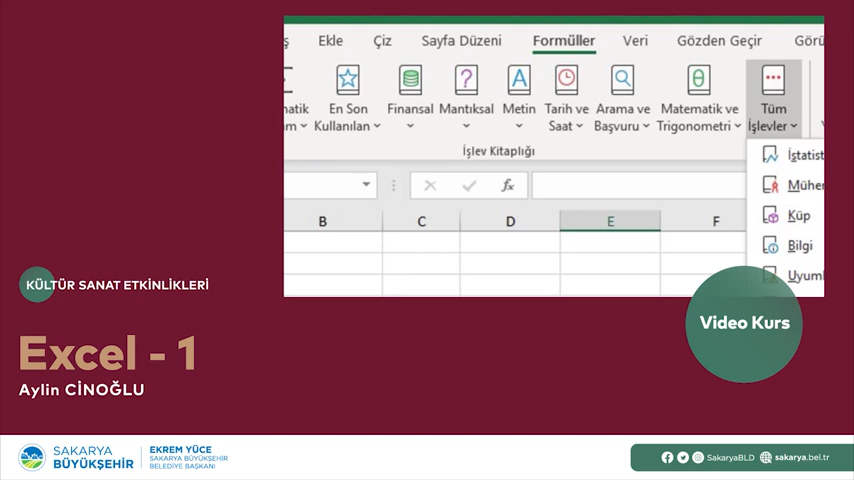 Ekle Çiz Sayfa Düzeni Formüller Veri Gözden Geçir
En Son Kullanılan
Finansal
Mantıksal
Metin
Tarih ve Saat
Arama ve Başvuru
Matematik ve Trigonometri
Tüm İşlevler
İşlev Kitaplığı
fx
B C D E F
Küp
Bilgi
KÜLTÜR SANAT ETKİNLİKLERİ
Video Kurs
Excel - 1
Aylin CİNOĞLU
SAKARYA
BÜYÜKŞEHİR
EKREM YÜCE
SAKARYA BÜYÜKŞEHİR
BELEDİYE BAŞKANI
SakaryaBLD sakarya.bel.tr